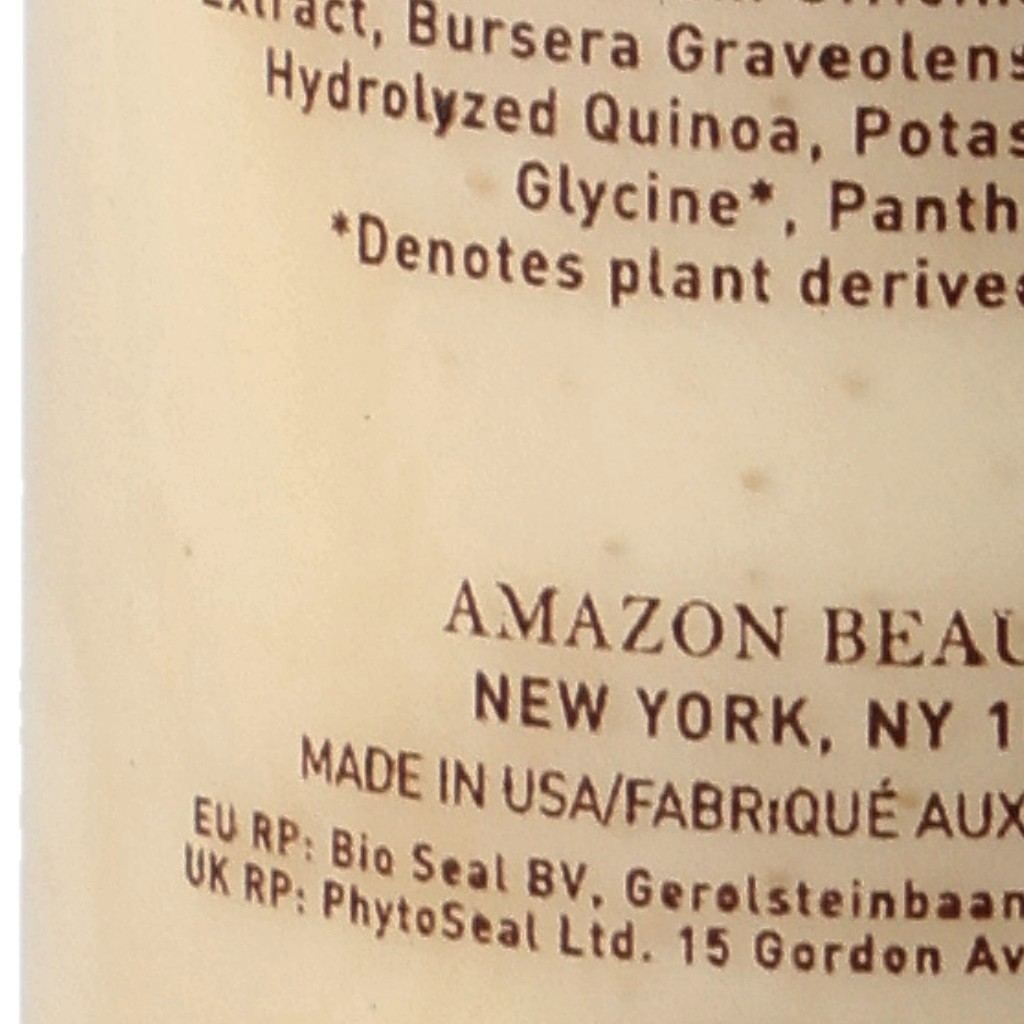 Extract, Bursera Graveolens
Hydrolyzed Quinoa, Potas
Glycine*, Panth
*Denotes plant derive
AMAZON BEAU
NEW YORK, NY 1
MADE IN USA/FABRIQUÉ AUX
EU RP: Bio Seal BV, Gerolsteinbaan
UK RP: PhytoSeal Ltd. 15 Gordon Av